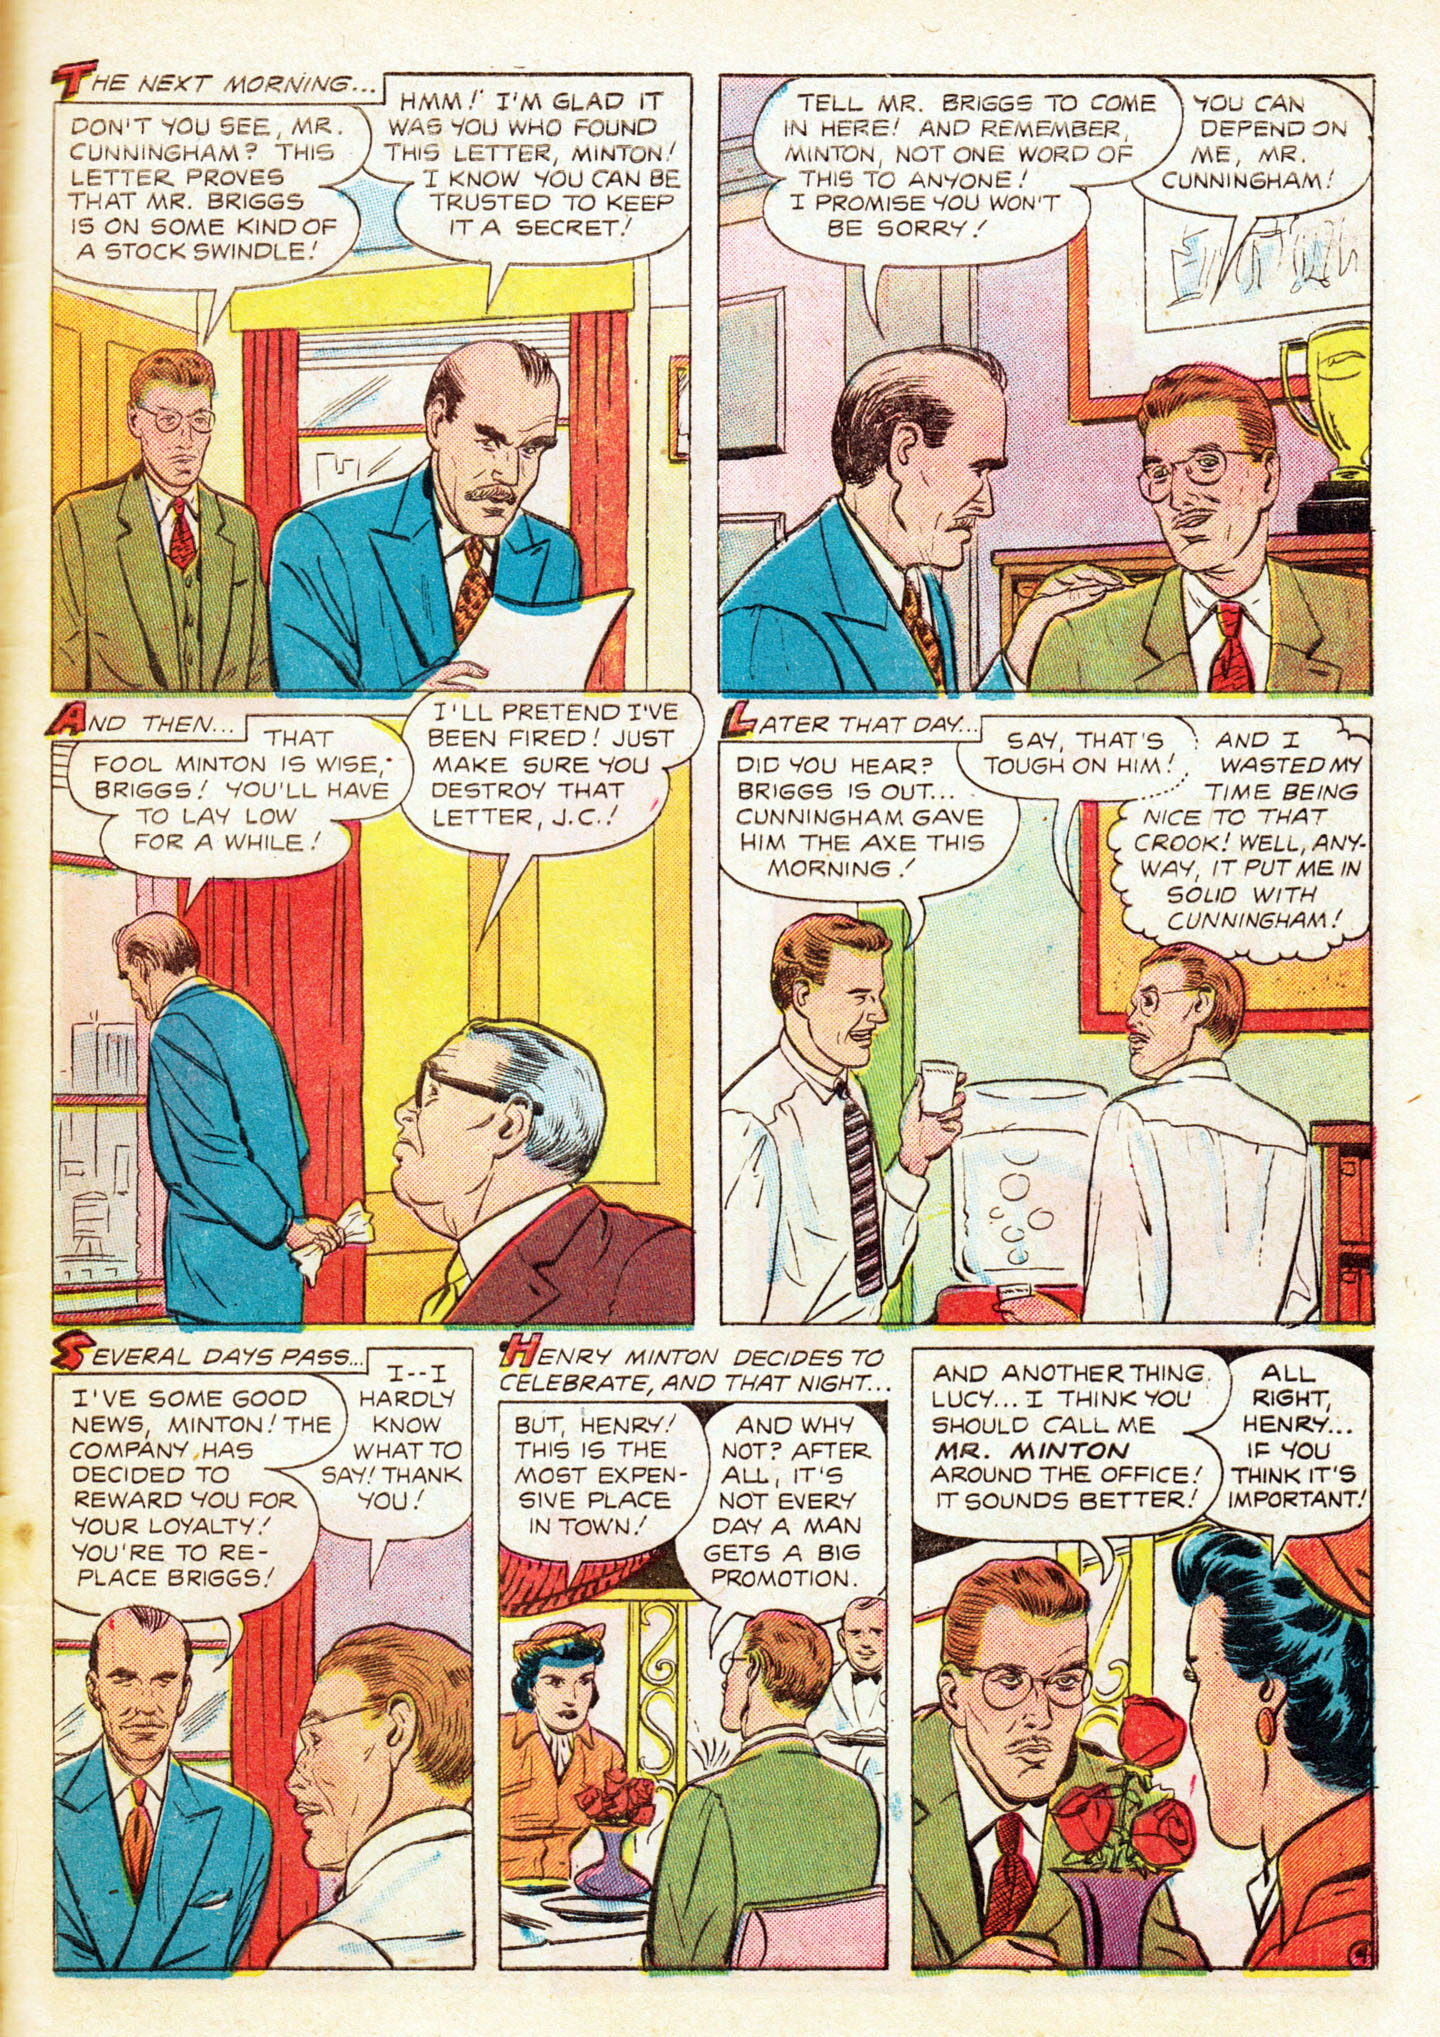 THE NEXT MORNING...
DON'T YOU SEE, MR.
CUNNINGHAM? THIS
LETTER PROVES
THAT MR. BRIGGS
IS ON SOME KIND OF
A STOCK SWINDLE!
HMM! I'M GLAD IT
WAS YOU WHO FOUND
THIS LETTER, MINTON!
I KNOW YOU CAN BE
TRUSTED TO KEEP
IT A SECRET!
TELL MR. BRIGGS TO COME
IN HERE! AND REMEMBER,
MINTON, NOT ONE WORD OF
THIS TO ANYONE!
I PROMISE YOU WON'T
BE SORRY!
YOU CAN
DEPEND ON
ME, MR.
CUNNINGHAM!
AND THEN...
THAT
FOOL MINTON IS WISE,
BRIGGS! YOU'LL HAVE
TO LAY LOW
FOR A WHILE!
I'LL PRETEND I'VE
BEEN FIRED! JUST
MAKE SURE YOU
DESTROY THAT
LETTER, J.C.!
LATER THAT DAY...
DID YOU HEAR?
BRIGGS IS OUT...
CUNNINGHAM GAVE
HIM THE AXE THIS
MORNING!
SAY, THAT'S
TOUGH ON HIM!
AND I
WASTED MY
TIME BEING
NICE TO THAT
CROOK! WELL, ANY-
WAY, IT PUT ME IN
SOLID WITH
CUNNINGHAM!
SEVERAL DAYS PASS...
I'VE SOME GOOD
NEWS, MINTON! THE
COMPANY HAS
DECIDED TO
REWARD YOU FOR
YOUR LOYALTY!
YOU'RE TO RE-
PLACE BRIGGS!
I--I
HARDLY
KNOW
WHAT TO
SAY! THANK
YOU!
HENRY MINTON DECIDES TO
CELEBRATE, AND THAT NIGHT...
BUT, HENRY!
THIS IS THE
MOST EXPEN-
SIVE PLACE
IN TOWN!
AND WHY
NOT? AFTER
ALL, IT'S
NOT EVERY
DAY A MAN
GETS A BIG
PROMOTION.
AND ANOTHER THING,
LUCY... I THINK YOU
SHOULD CALL ME
MR. MINTON
AROUND THE OFFICE!
IT SOUNDS BETTER!
ALL
RIGHT,
HENRY...
IF YOU
THINK IT'S
IMPORTANT!
4